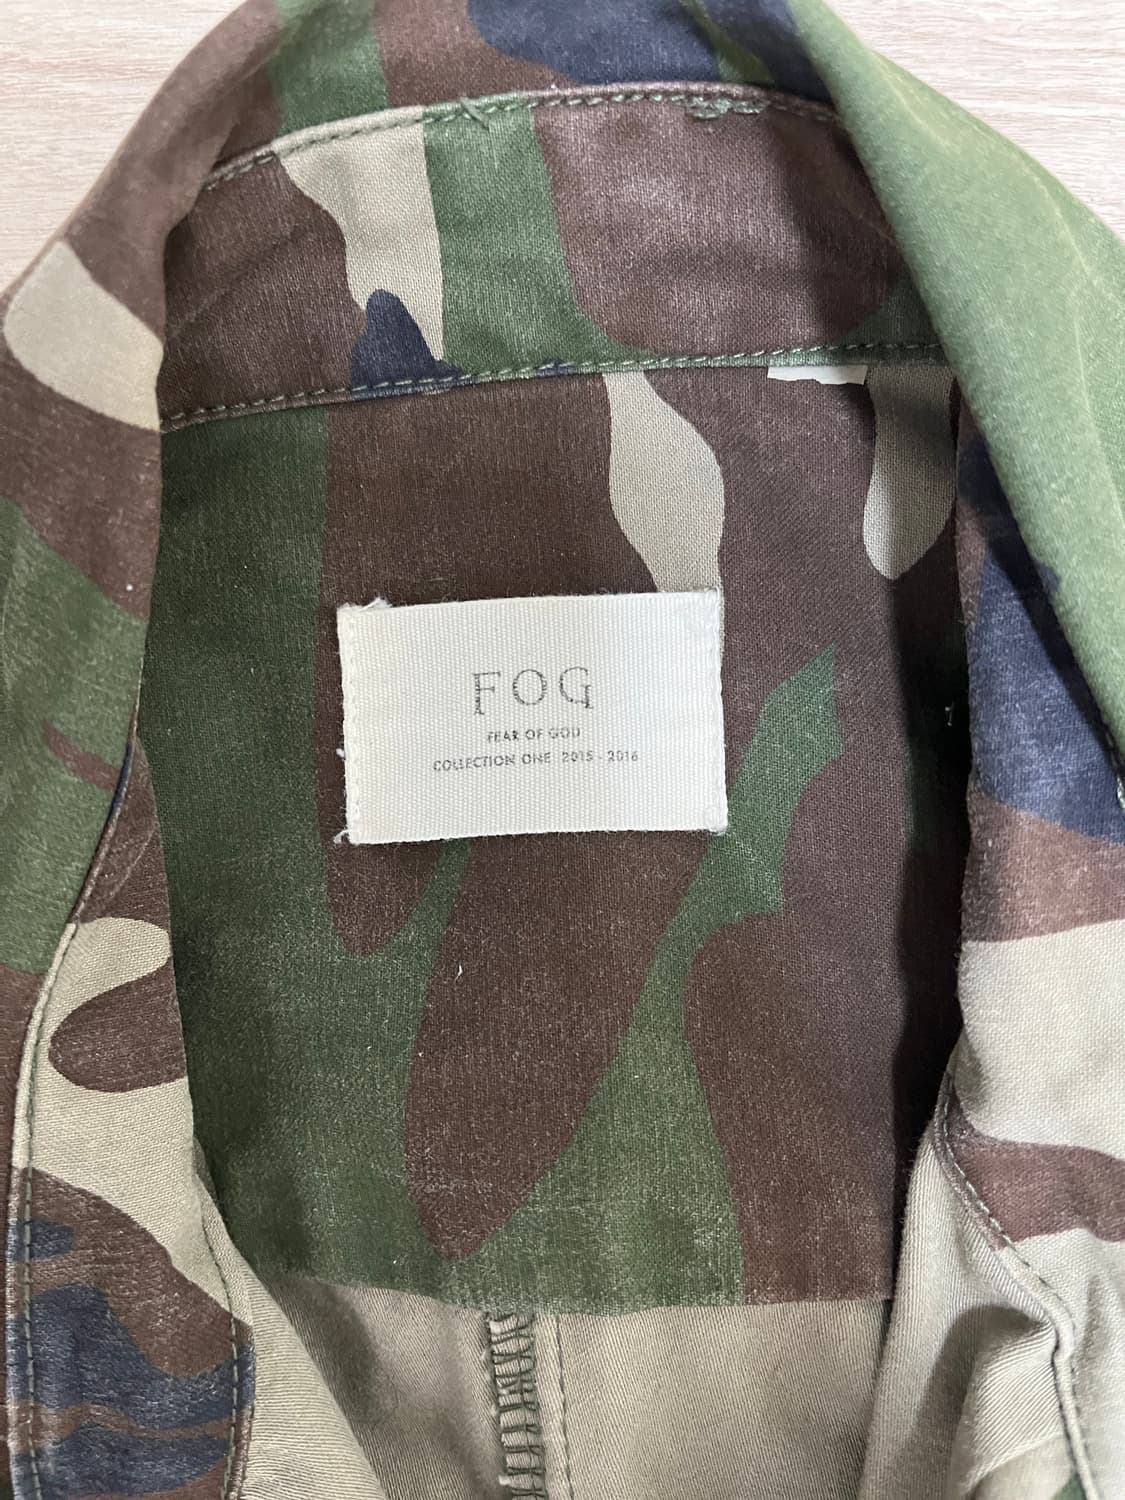 FOG
FEAR OF GOD
COLLECTION ONE 2015 - 2016